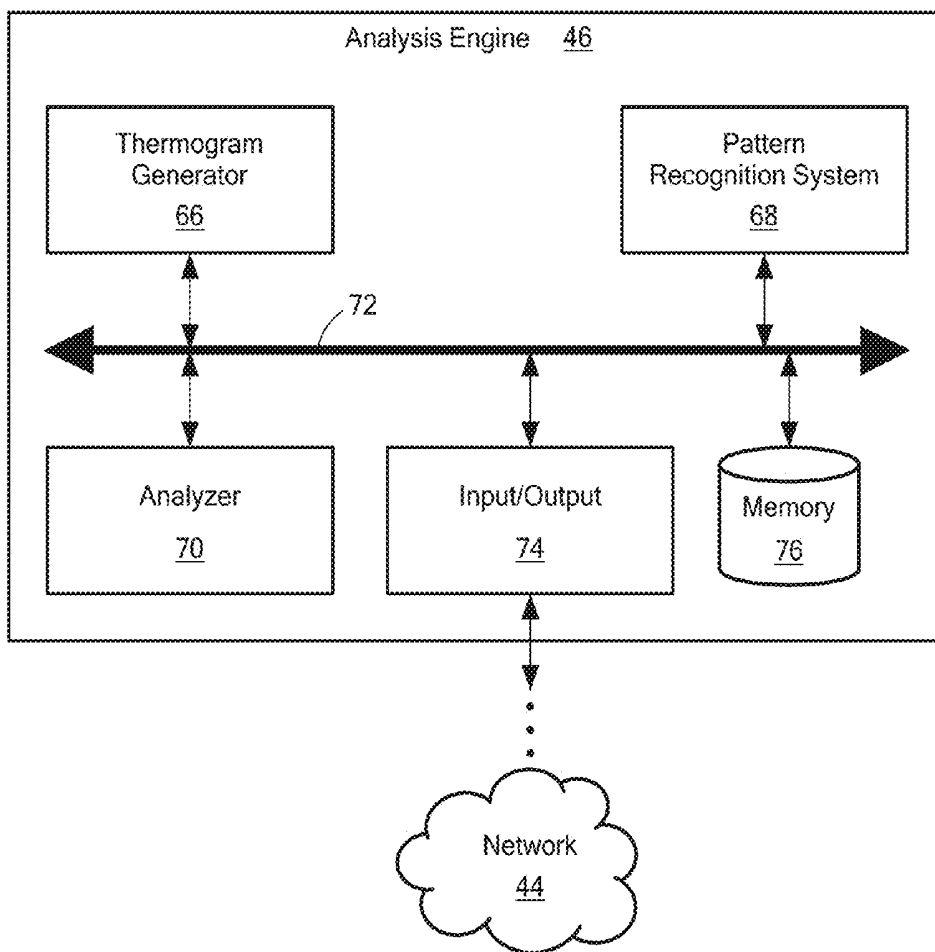 Analysis Engine 46
Thermogram
Generator
66
Pattern
Recognition System
68
72
Analyzer
70
Input/Output
74
Memory
76
Network
44